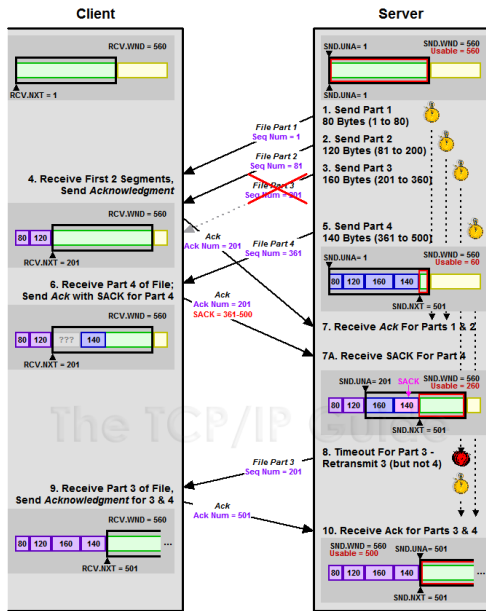 Client
Server
RCV.WND = 560
RCV.NXT = 1
SND.UNA= 1
SND.WND = 560
Usable = 560
SND.UNA= 1
1. Send Part 1
80 Bytes (1 to 80)
File Part 1
Seq Num = 1
2. Send Part 2
120 Bytes (81 to 200)
File Part 2
Seq Num = 81
3. Send Part 3
160 Bytes (201 to 360)
File Part 3
Seq Num = 201
4. Receive First 2 Segments,
Send Acknowledgment
RCV.WND = 560
80 120
RCV.NXT = 201
Ack
Ack Num = 201
5. Send Part 4
140 Bytes (361 to 500)
File Part 4
Seq Num = 361
SND.UNA = 1
SND.WND = 560
Usable = 60
80 120 160 140
SND.NXT = 501
6. Receive Part 4 of File;
Send Ack with SACK for Part 4
Ack
Ack Num = 201
SACK = 361-500
RCV.WND = 560
80 120 ??? 140
RCV.NXT = 201
7. Receive Ack For Parts 1 & 2
7A. Receive SACK For Part 4
SND.UNA= 201
SACK
SND.WND = 560
Usable = 260
80 120 160 140
SND.NXT = 501
The TCP/IP Guide
8. Timeout For Part 3 -
Retransmit 3 (but not 4)
File Part 3
Seq Num = 201
9. Receive Part 3 of File,
Send Acknowledgment for 3 & 4
Ack
Ack Num = 501
RCV.WND = 560
80 120 160 140 ...
RCV.NXT = 501
10. Receive Ack for Parts 3 & 4
SND.WND = 560
Usable = 500
SND.UNA= 501
80 120 160 140 ...
SND.NXT = 501